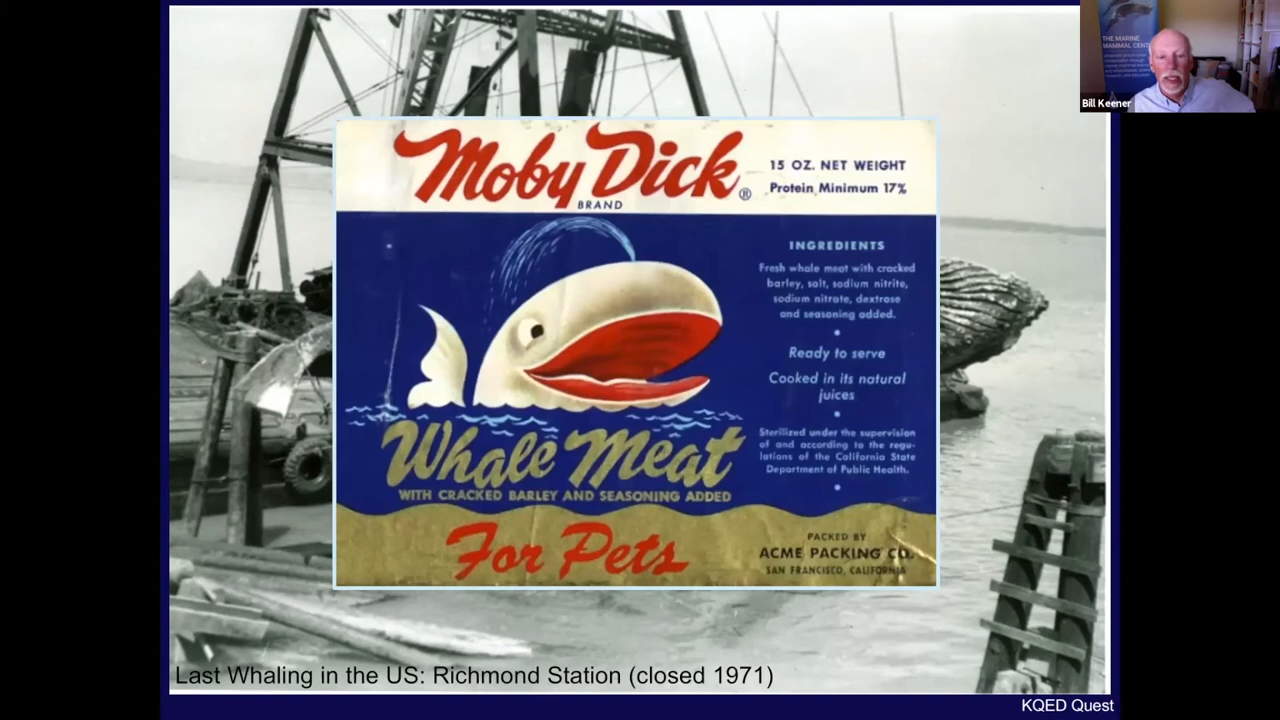 Moby Dick®
BRAND
15 OZ. NET WEIGHT
Protein Minimum 17%
INGREDIENTS
Fresh whale meat with cracked
barley, salt, sodium nitrite,
sodium nitrate, dextrose
and seasoning added.
Ready to serve
Cooked in its natural
juices
Sterilized under the supervision
of and according to the regu-
lations of the California State
Department of Public Health.
Whale Meat
WITH CRACKED BARLEY AND SEASONING ADDED
For Pets
PACKED BY
ACME PACKING CO.
SAN FRANCISCO, CALIFORNIA
Last Whaling in the US: Richmond Station (closed 1971)
KQED Quest
THE MARINE
MAMMAL CENT
Bill Keener